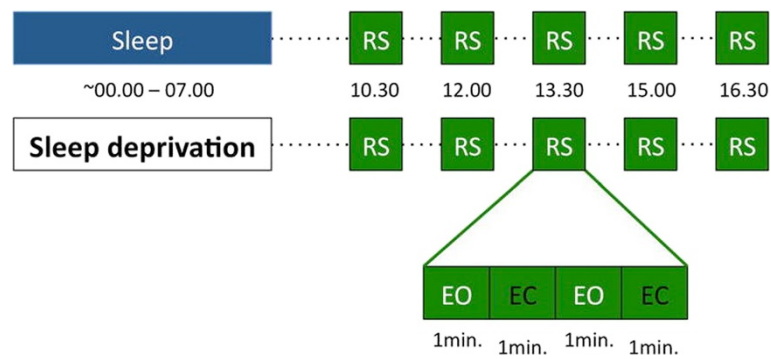 Sleep RS RS RS RS RS
~00.00 – 07.00 10.30 12.00 13.30 15.00 16.30
Sleep deprivation RS RS RS RS RS
EO EC EO EC
1min. 1min. 1min. 1min.